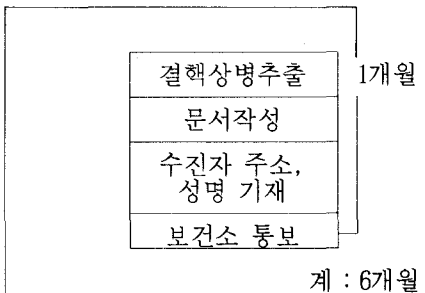 결핵상병추출
1개월
문서작성
수진자 주소,
성명 기재
보건소 통보
계 : 6개월